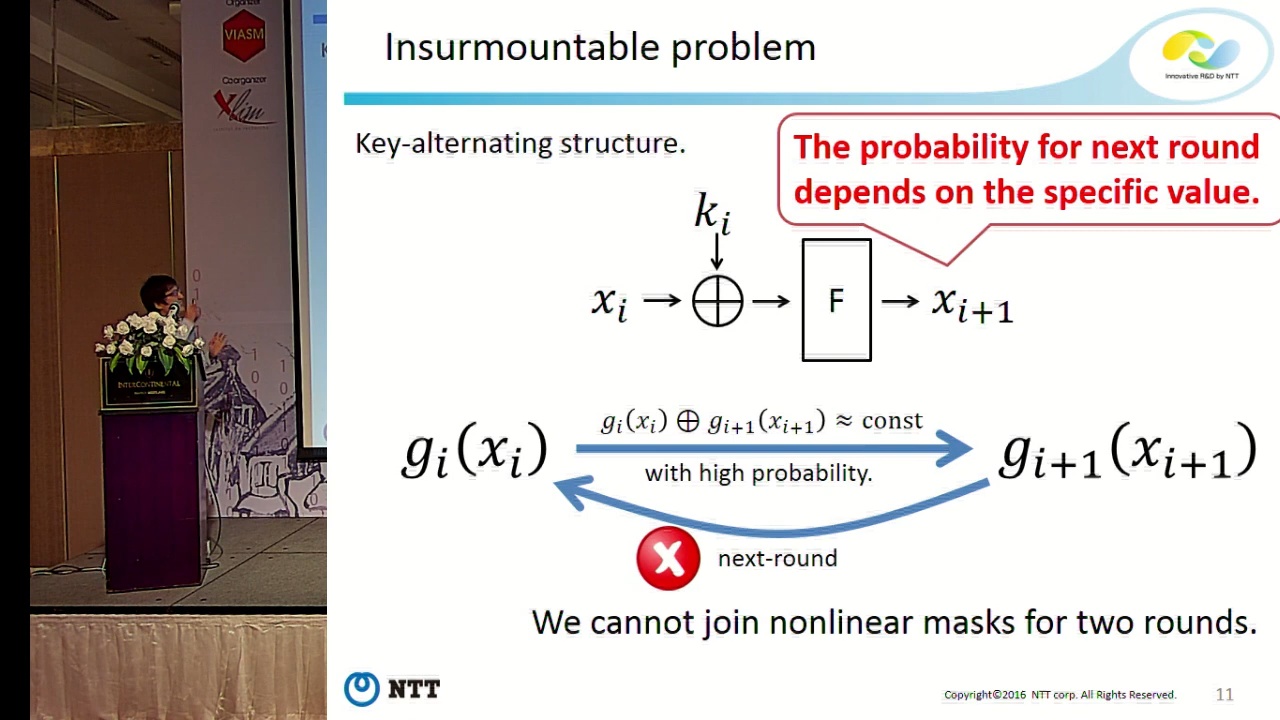 Organizer
VIASM
Coorganizer
Xlim
INTERCONTINENTAL
Insurmountable problem
Innovative R&D by NTT
Key-alternating structure.
The probability for next round
depends on the specific value.
k_i
x_i → ⊕ → F → x_{i+1}
g_i(x_i) ⊕ g_{i+1}(x_{i+1}) ≈ const
g_i(x_i)
g_{i+1}(x_{i+1})
with high probability.
X
next-round
We cannot join nonlinear masks for two rounds.
NTT
Copyright©2016 NTT corp. All Rights Reserved.
11